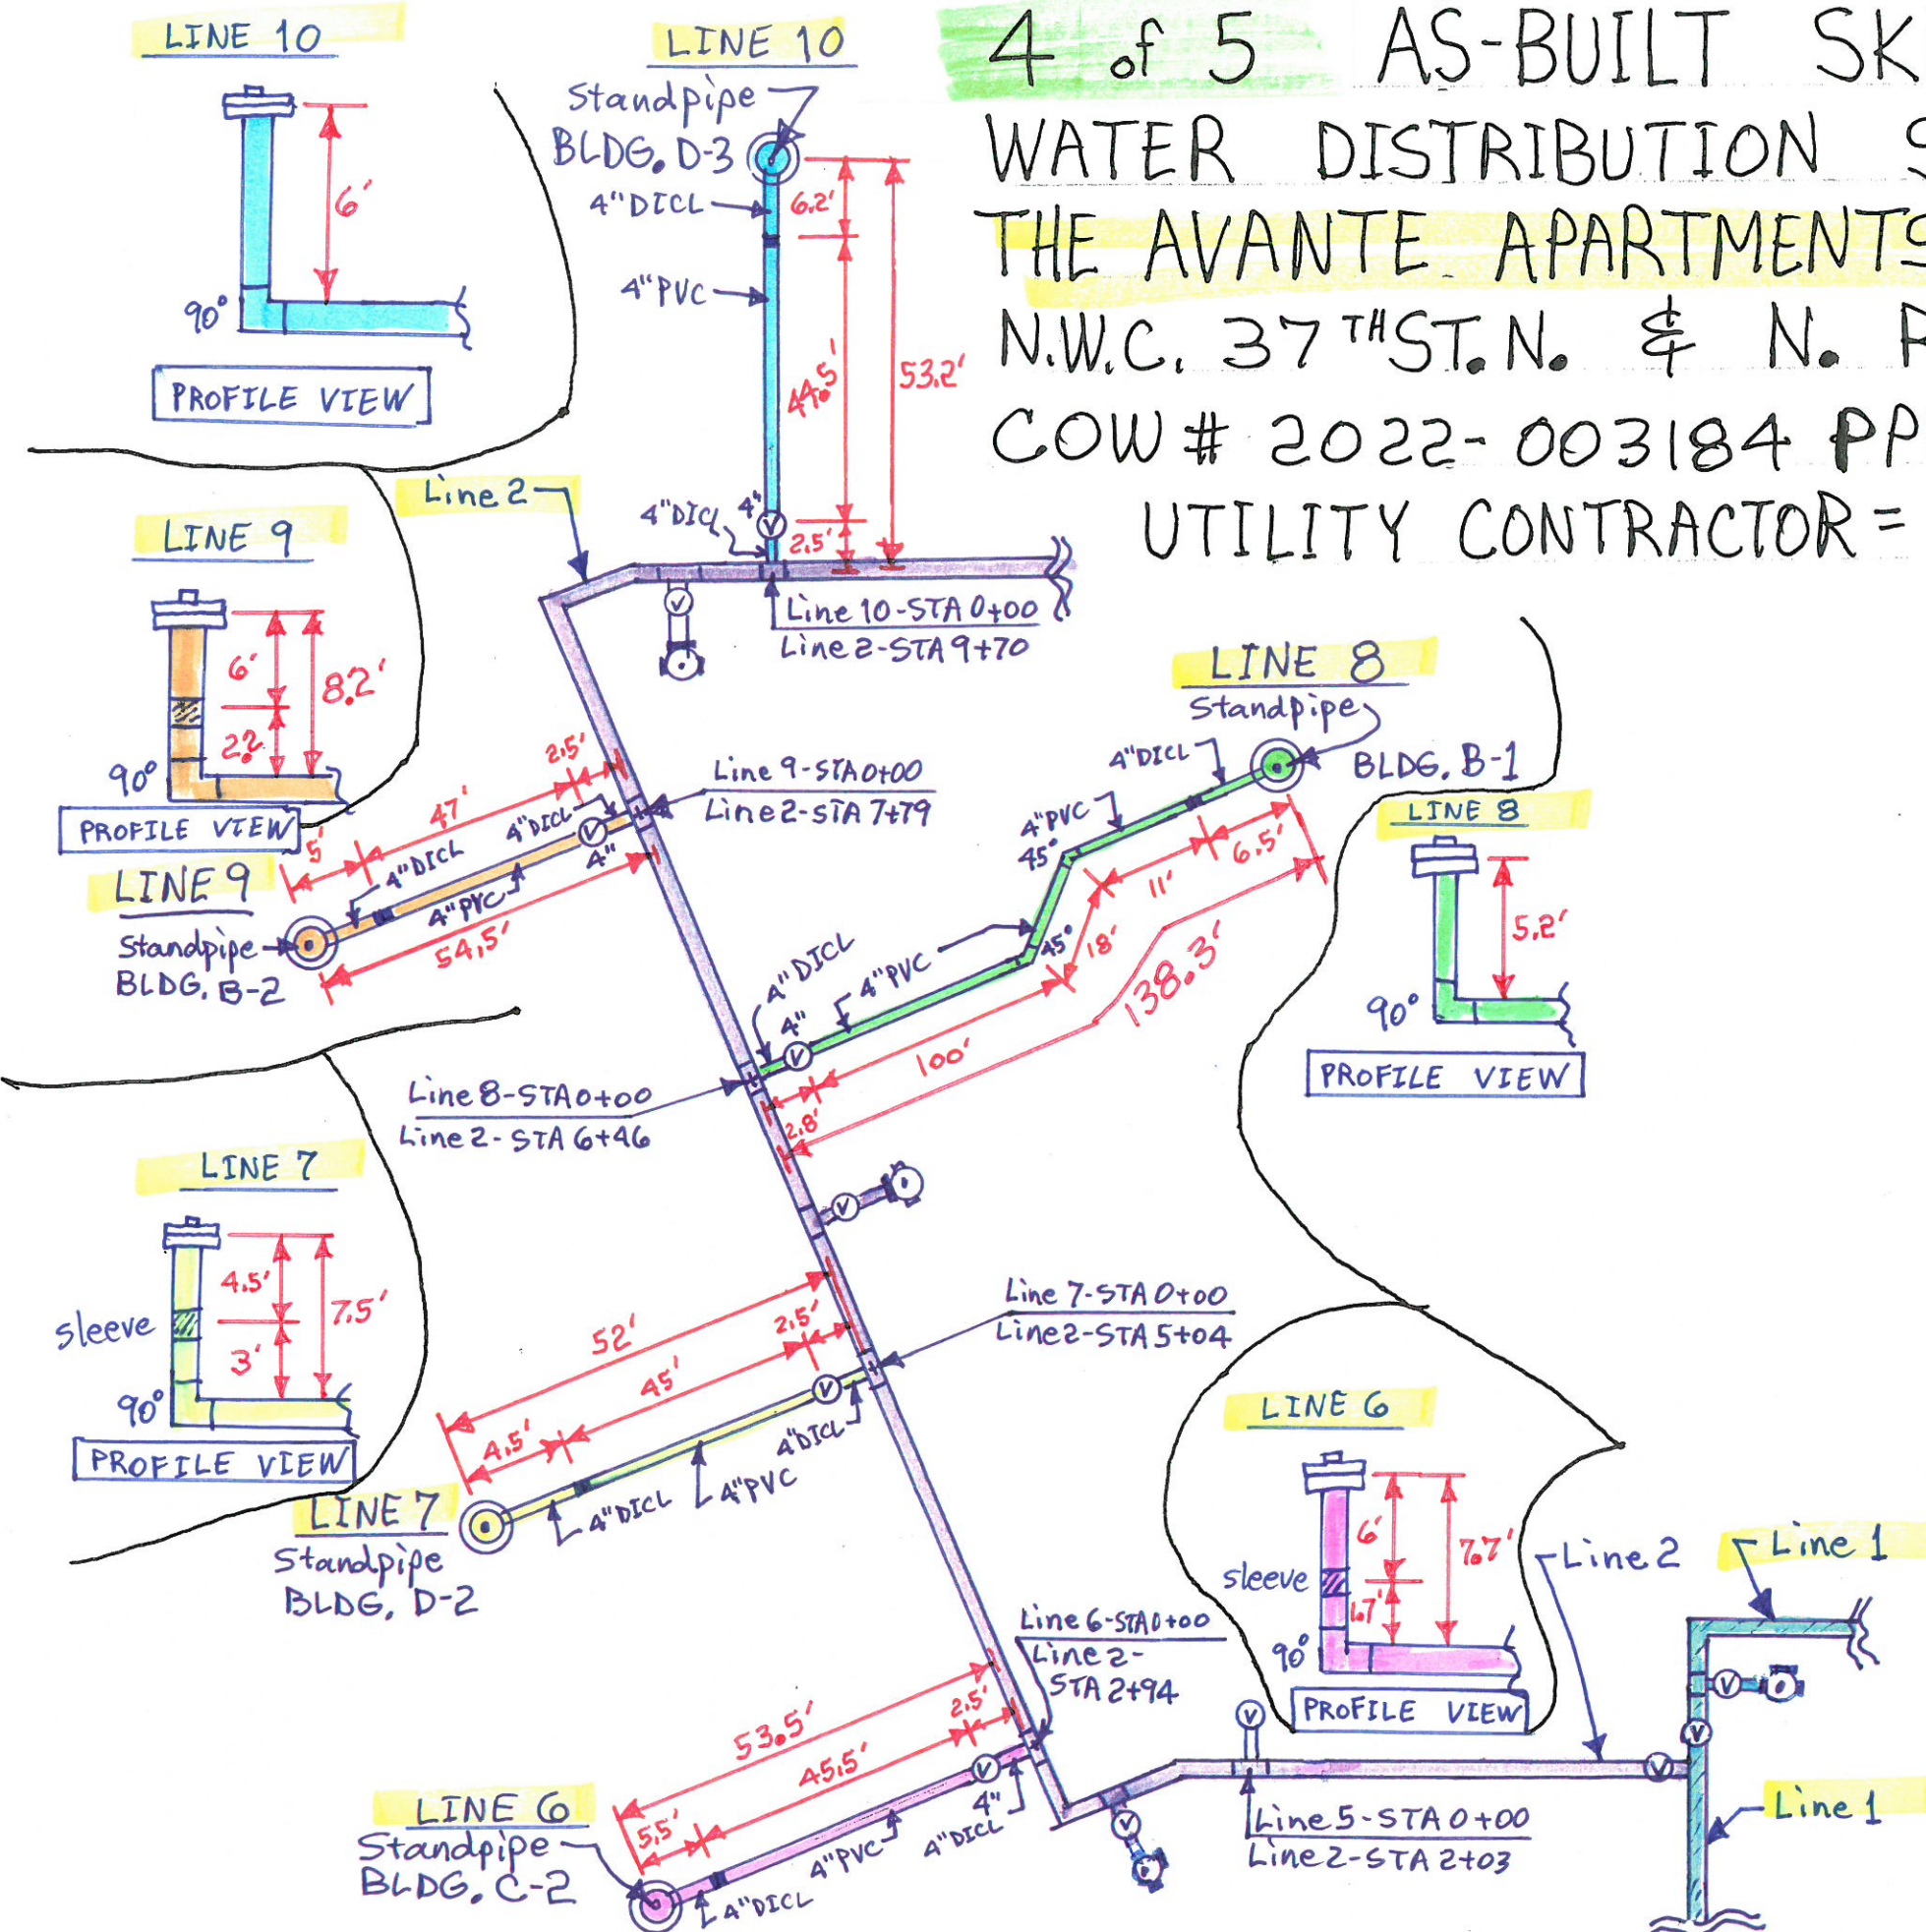 4 of 5 AS-BUILT SK
WATER DISTRIBUTION S
THE AVANTE APARTMENTS
N.W.C. 37TH ST. N. & N. R
COW # 2022-003184 PP
UTILITY CONTRACTOR =
LINE 10
6'
90°
PROFILE VIEW
LINE 10
Standpipe
BLDG. D-3
4"DICL
6.2'
4"PVC
44.5'
53.2'
4"DICL
4"
2.5'
Line 2
Line 10-STA 0+00
Line 2-STA 9+70
LINE 9
6'
8.2'
2.2
90°
PROFILE VIEW
2.5'
47'
5'
4"DICL
4"
4"DICL
4"PVC
54.5'
LINE 9
Standpipe
BLDG. B-2
Line 9-STA 0+00
Line 2-STA 7+79
LINE 8
Standpipe
BLDG. B-1
4"DICL
4"PVC
45°
6.5'
11'
45°
18'
4"DICL
4"PVC
4"
138.3'
100'
2.8'
Line 8-STA 0+00
Line 2-STA 6+46
LINE 8
5.2'
90°
PROFILE VIEW
LINE 7
4.5'
7.5'
sleeve
3'
90°
PROFILE VIEW
Line 7-STA 0+00
Line 2-STA 5+04
52'
2.5'
45'
4.5'
4"DICL
4"PVC
4"DICL
LINE 7
Standpipe
BLDG. D-2
LINE 6
6'
7.7'
sleeve
1.7'
90°
PROFILE VIEW
Line 2
Line 1
Line 6-STA 0+00
Line 2-
STA 2+94
53.5'
2.5'
45.5'
5.5'
4"
4"DICL
4"PVC
4"DICL
LINE 6
Standpipe
BLDG. C-2
Line 5-STA 0+00
Line 2-STA 2+03
Line 1
V
V
V
V
V
V
V
V
V
V
V
V
V